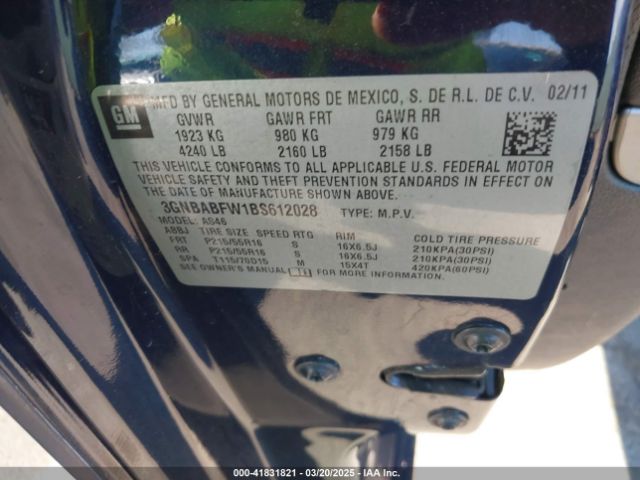 GM
MFD BY GENERAL MOTORS DE MEXICO, S. DE R.L. DE C.V. 02/11
GVWR GAWR FRT GAWR RR
1923 KG 980 KG 979 KG
4240 LB 2160 LB 2158 LB
THIS VEHICLE CONFORMS TO ALL APPLICABLE U.S. FEDERAL MOTOR
VEHICLE SAFETY, BUMPER, AND THEFT PREVENTION STANDARDS IN EFFECT ON
THE DATE OF MANUFACTURE SHOWN ABOVE.
3GNBABFW1BS612028 TYPE: M.P.V.
MODEL: AS46
A8BJ TIRE SIZE SPEED RTG RIM COLD TIRE PRESSURE
FRT P215/55R16 S 16X6.5J 210KPA(30PSI)
RR P215/55R16 S 16X6.5J 210KPA(30PSI)
SPA T115/70D15 M 15X4T 420KPA(60PSI)
SEE OWNER'S MANUAL FOR MORE INFORMATION.
00-41831821 - 03/20/2025 - IAA Inc.